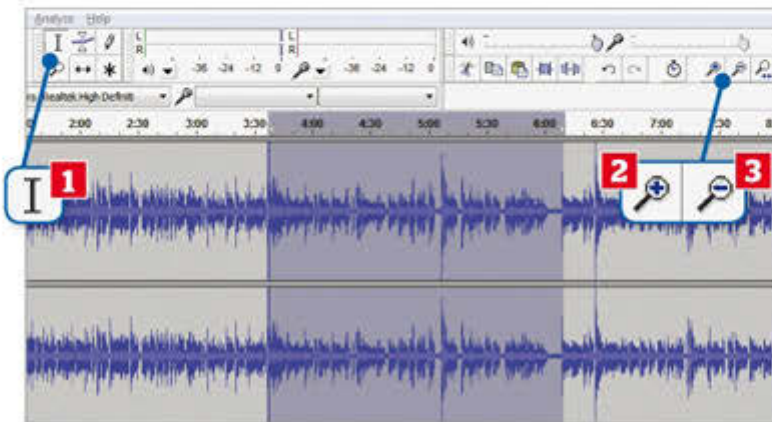 Analyze Help
L
R
L
R
-36 -24 -12 0
-36 -24 -12 0
Realtek High Definiti
2:00 2:30 3:00 3:30 4:00 4:30 5:00 5:30 6:00 6:30 7:00 :30 8
1
2
3